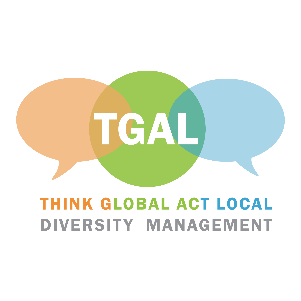 TGAL
THINK GLOBAL ACT LOCAL
DIVERSITY MANAGEMENT